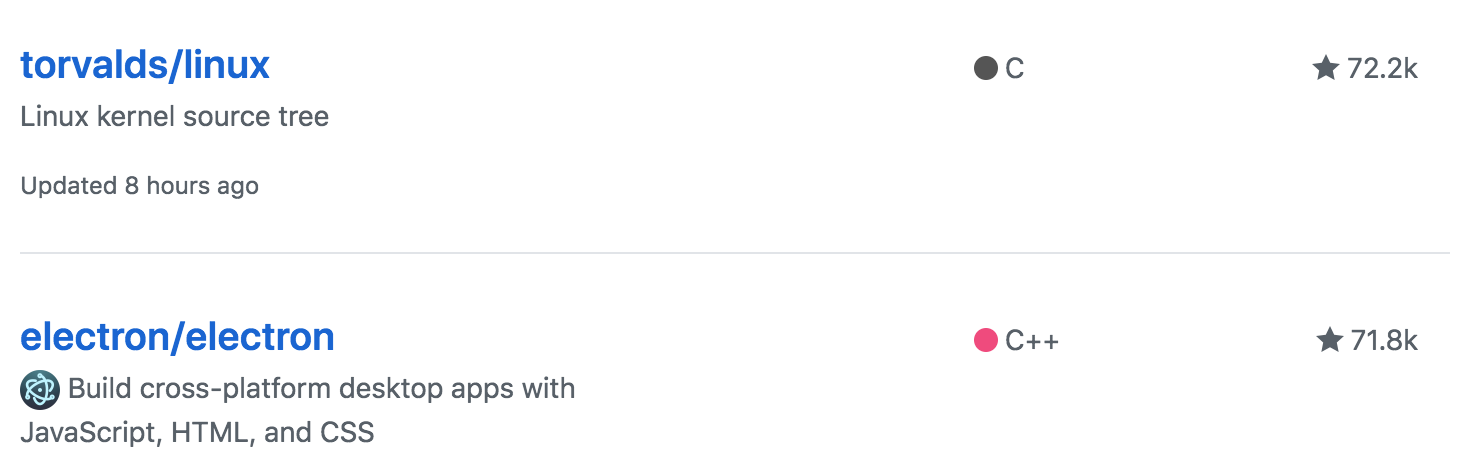 torvalds/linux C 72.2k
Linux kernel source tree
Updated 8 hours ago
electron/electron C++ 71.8k
Build cross-platform desktop apps with
JavaScript, HTML, and CSS